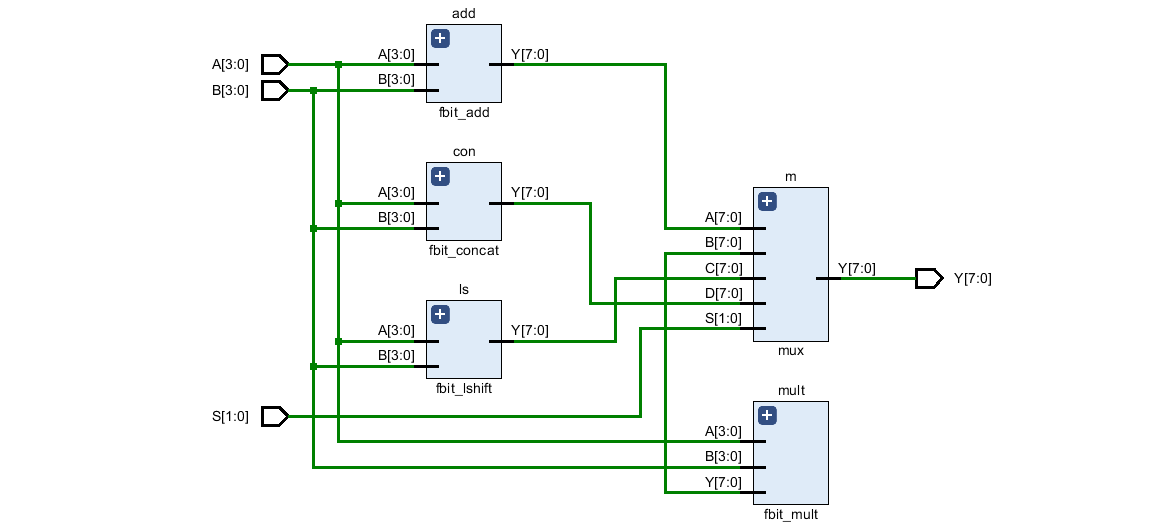 add
A[3:0]
A[3:0]
Y[7:0]
B[3:0]
B[3:0]
fbit_add
con
A[3:0]
Y[7:0]
B[3:0]
fbit_concat
m
A[7:0]
B[7:0]
C[7:0]
Y[7:0]
Y[7:0]
D[7:0]
S[1:0]
mux
ls
A[3:0]
Y[7:0]
B[3:0]
fbit_lshift
S[1:0]
mult
A[3:0]
B[3:0]
Y[7:0]
fbit_mult